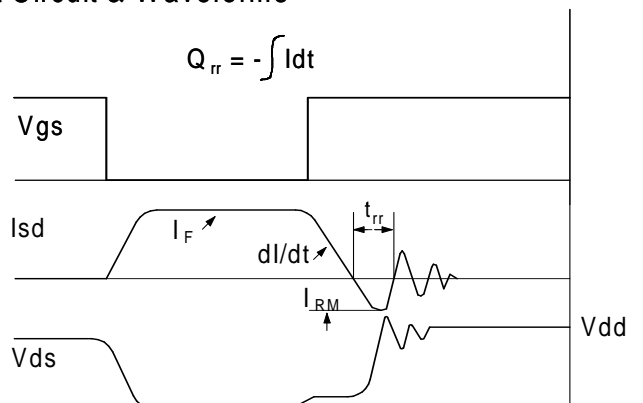 Circuit & Waveforms
Q rr = -∫ Idt
Vgs
Isd
I F
dI/dt
t rr
I RM
Vds
Vdd